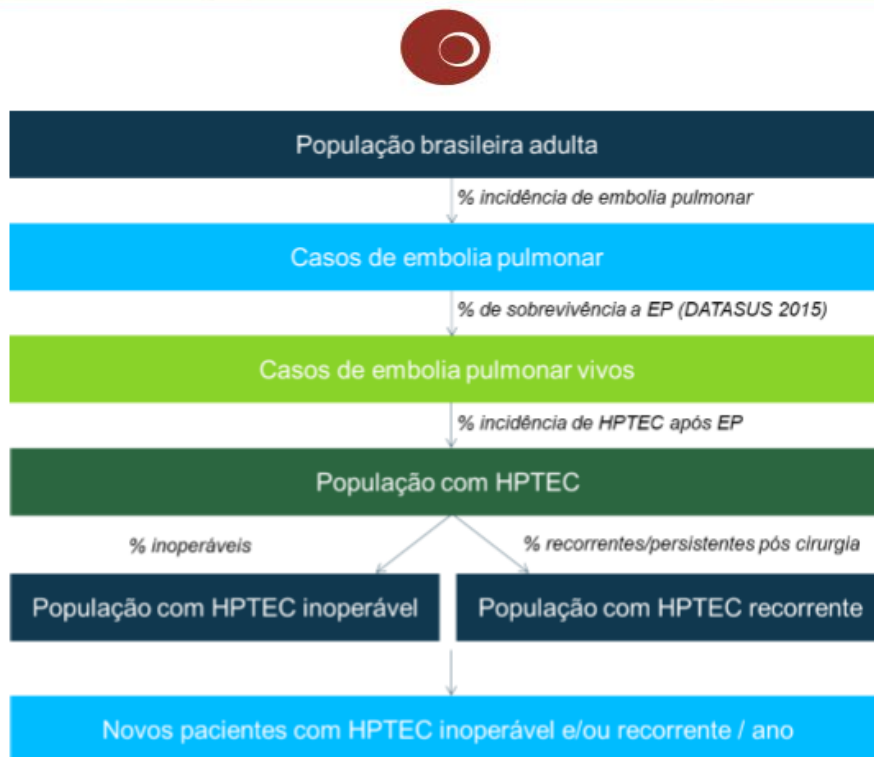 População brasileira adulta
% incidência de embolia pulmonar
Casos de embolia pulmonar
% de sobrevivência a EP (DATASUS 2015)
Casos de embolia pulmonar vivos
% incidência de HPTEC após EP
População com HPTEC
% inoperáveis
% recorrentes/persistentes pós cirurgia
População com HPTEC inoperável
População com HPTEC recorrente
Novos pacientes com HPTEC inoperável e/ou recorrente / ano